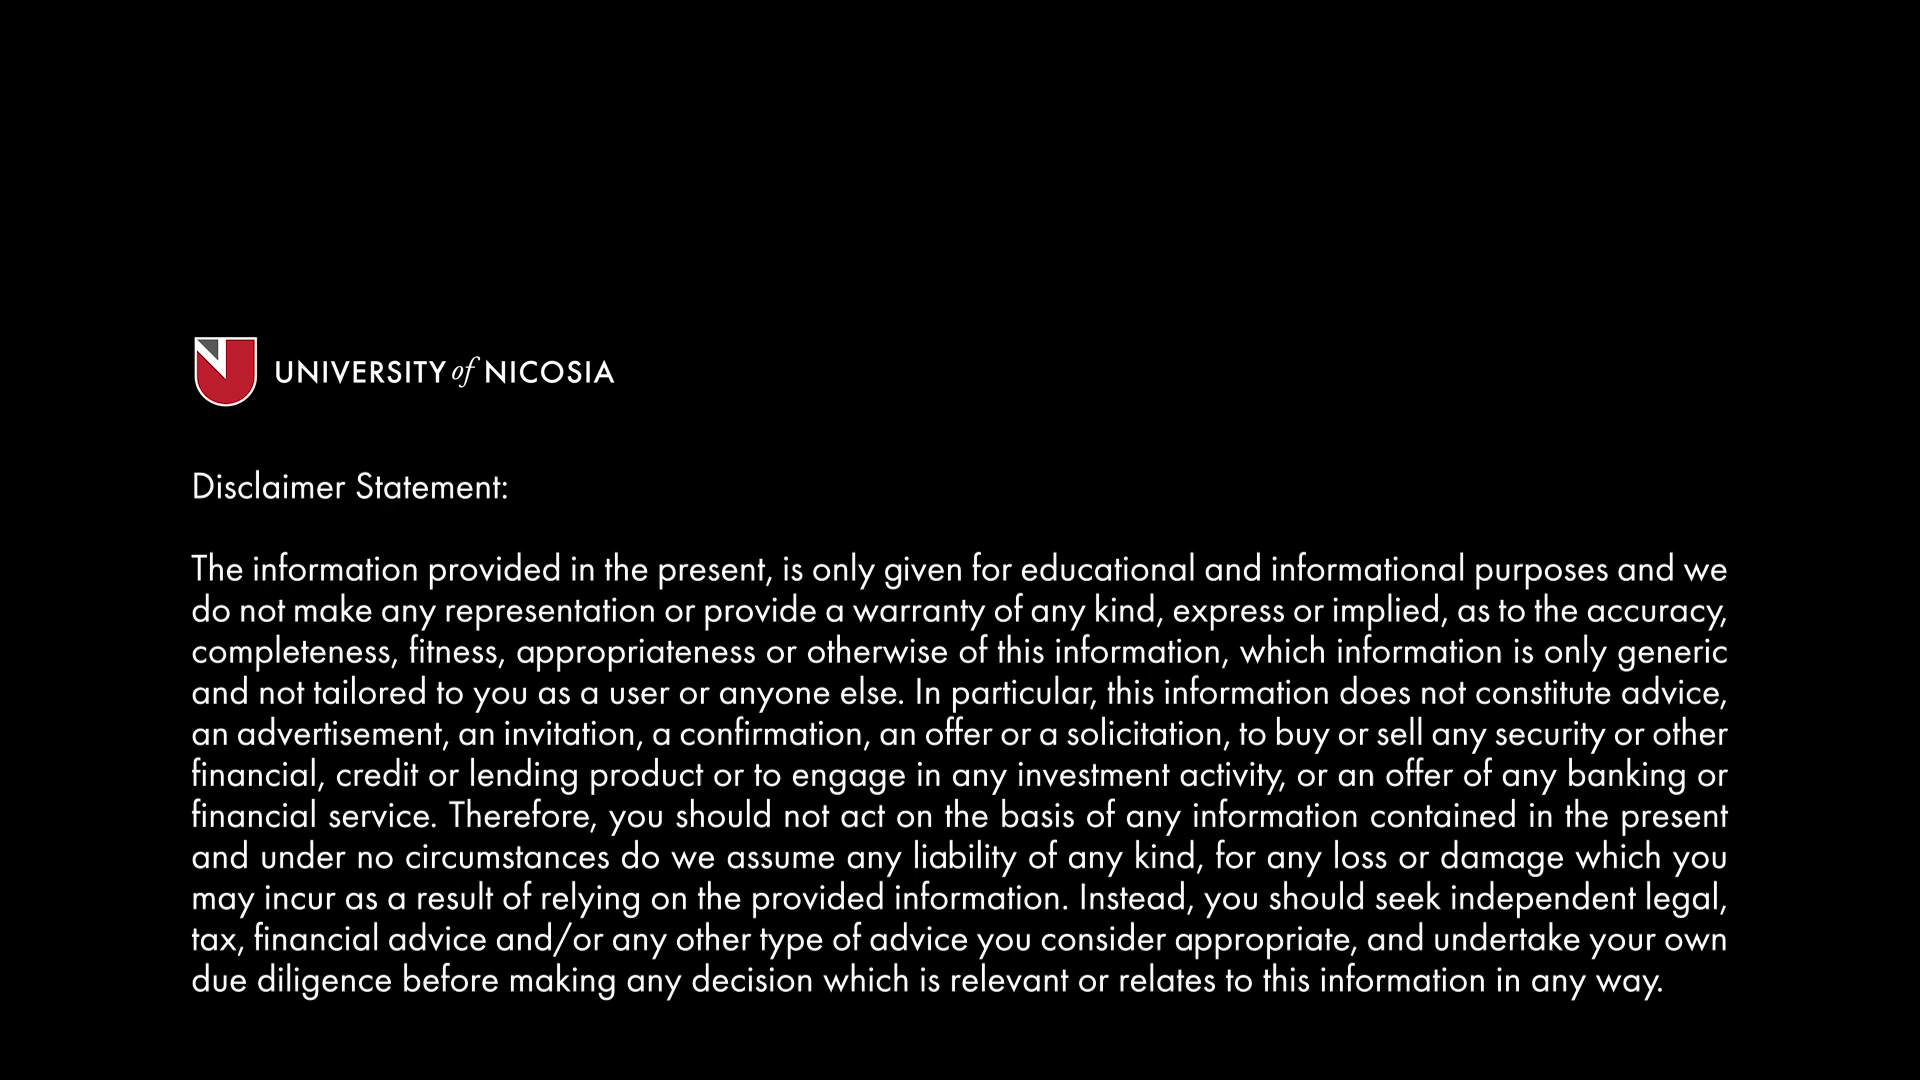 UNIVERSITY of NICOSIA
Disclaimer Statement:
The information provided in the present, is only given for educational and informational purposes and we
do not make any representation or provide a warranty of any kind, express or implied, as to the accuracy,
completeness, fitness, appropriateness or otherwise of this information, which information is only generic
and not tailored to you as a user or anyone else. In particular, this information does not constitute advice,
an advertisement, an invitation, a confirmation, an offer or a solicitation, to buy or sell any security or other
financial, credit or lending product or to engage in any investment activity, or an offer of any banking or
financial service. Therefore, you should not act on the basis of any information contained in the present
and under no circumstances do we assume any liability of any kind, for any loss or damage which you
may incur as a result of relying on the provided information. Instead, you should seek independent legal,
tax, financial advice and/or any other type of advice you consider appropriate, and undertake your own
due diligence before making any decision which is relevant or relates to this information in any way.